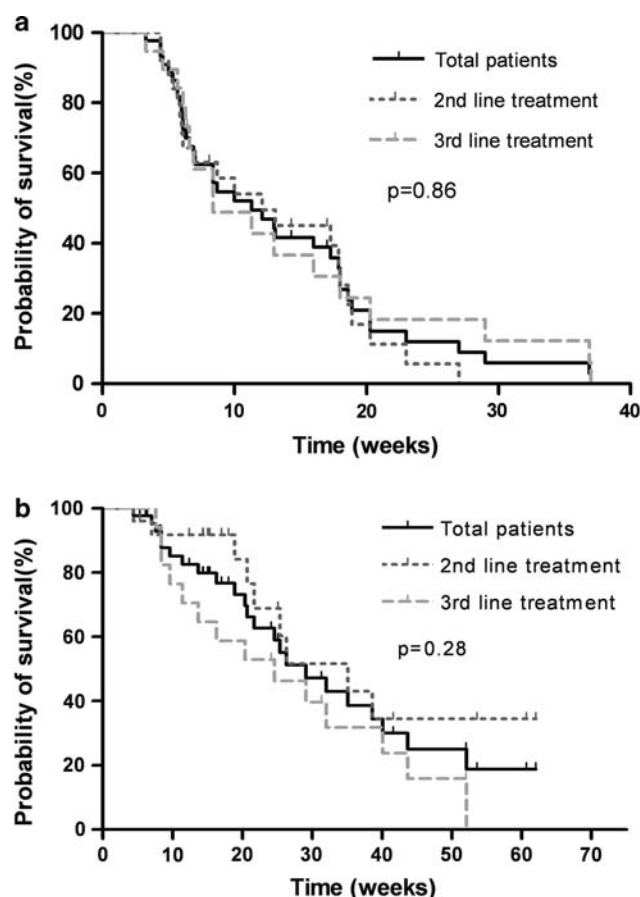 a
Probability of survival(%)
100
80
60
40
20
0
Total patients
2nd line treatment
3rd line treatment
p=0.86
0 10 20 30 40
Time (weeks)
b
Probability of survival(%)
100
80
60
40
20
0
Total patients
2nd line treatment
3rd line treatment
p=0.28
0 10 20 30 40 50 60 70
Time (weeks)